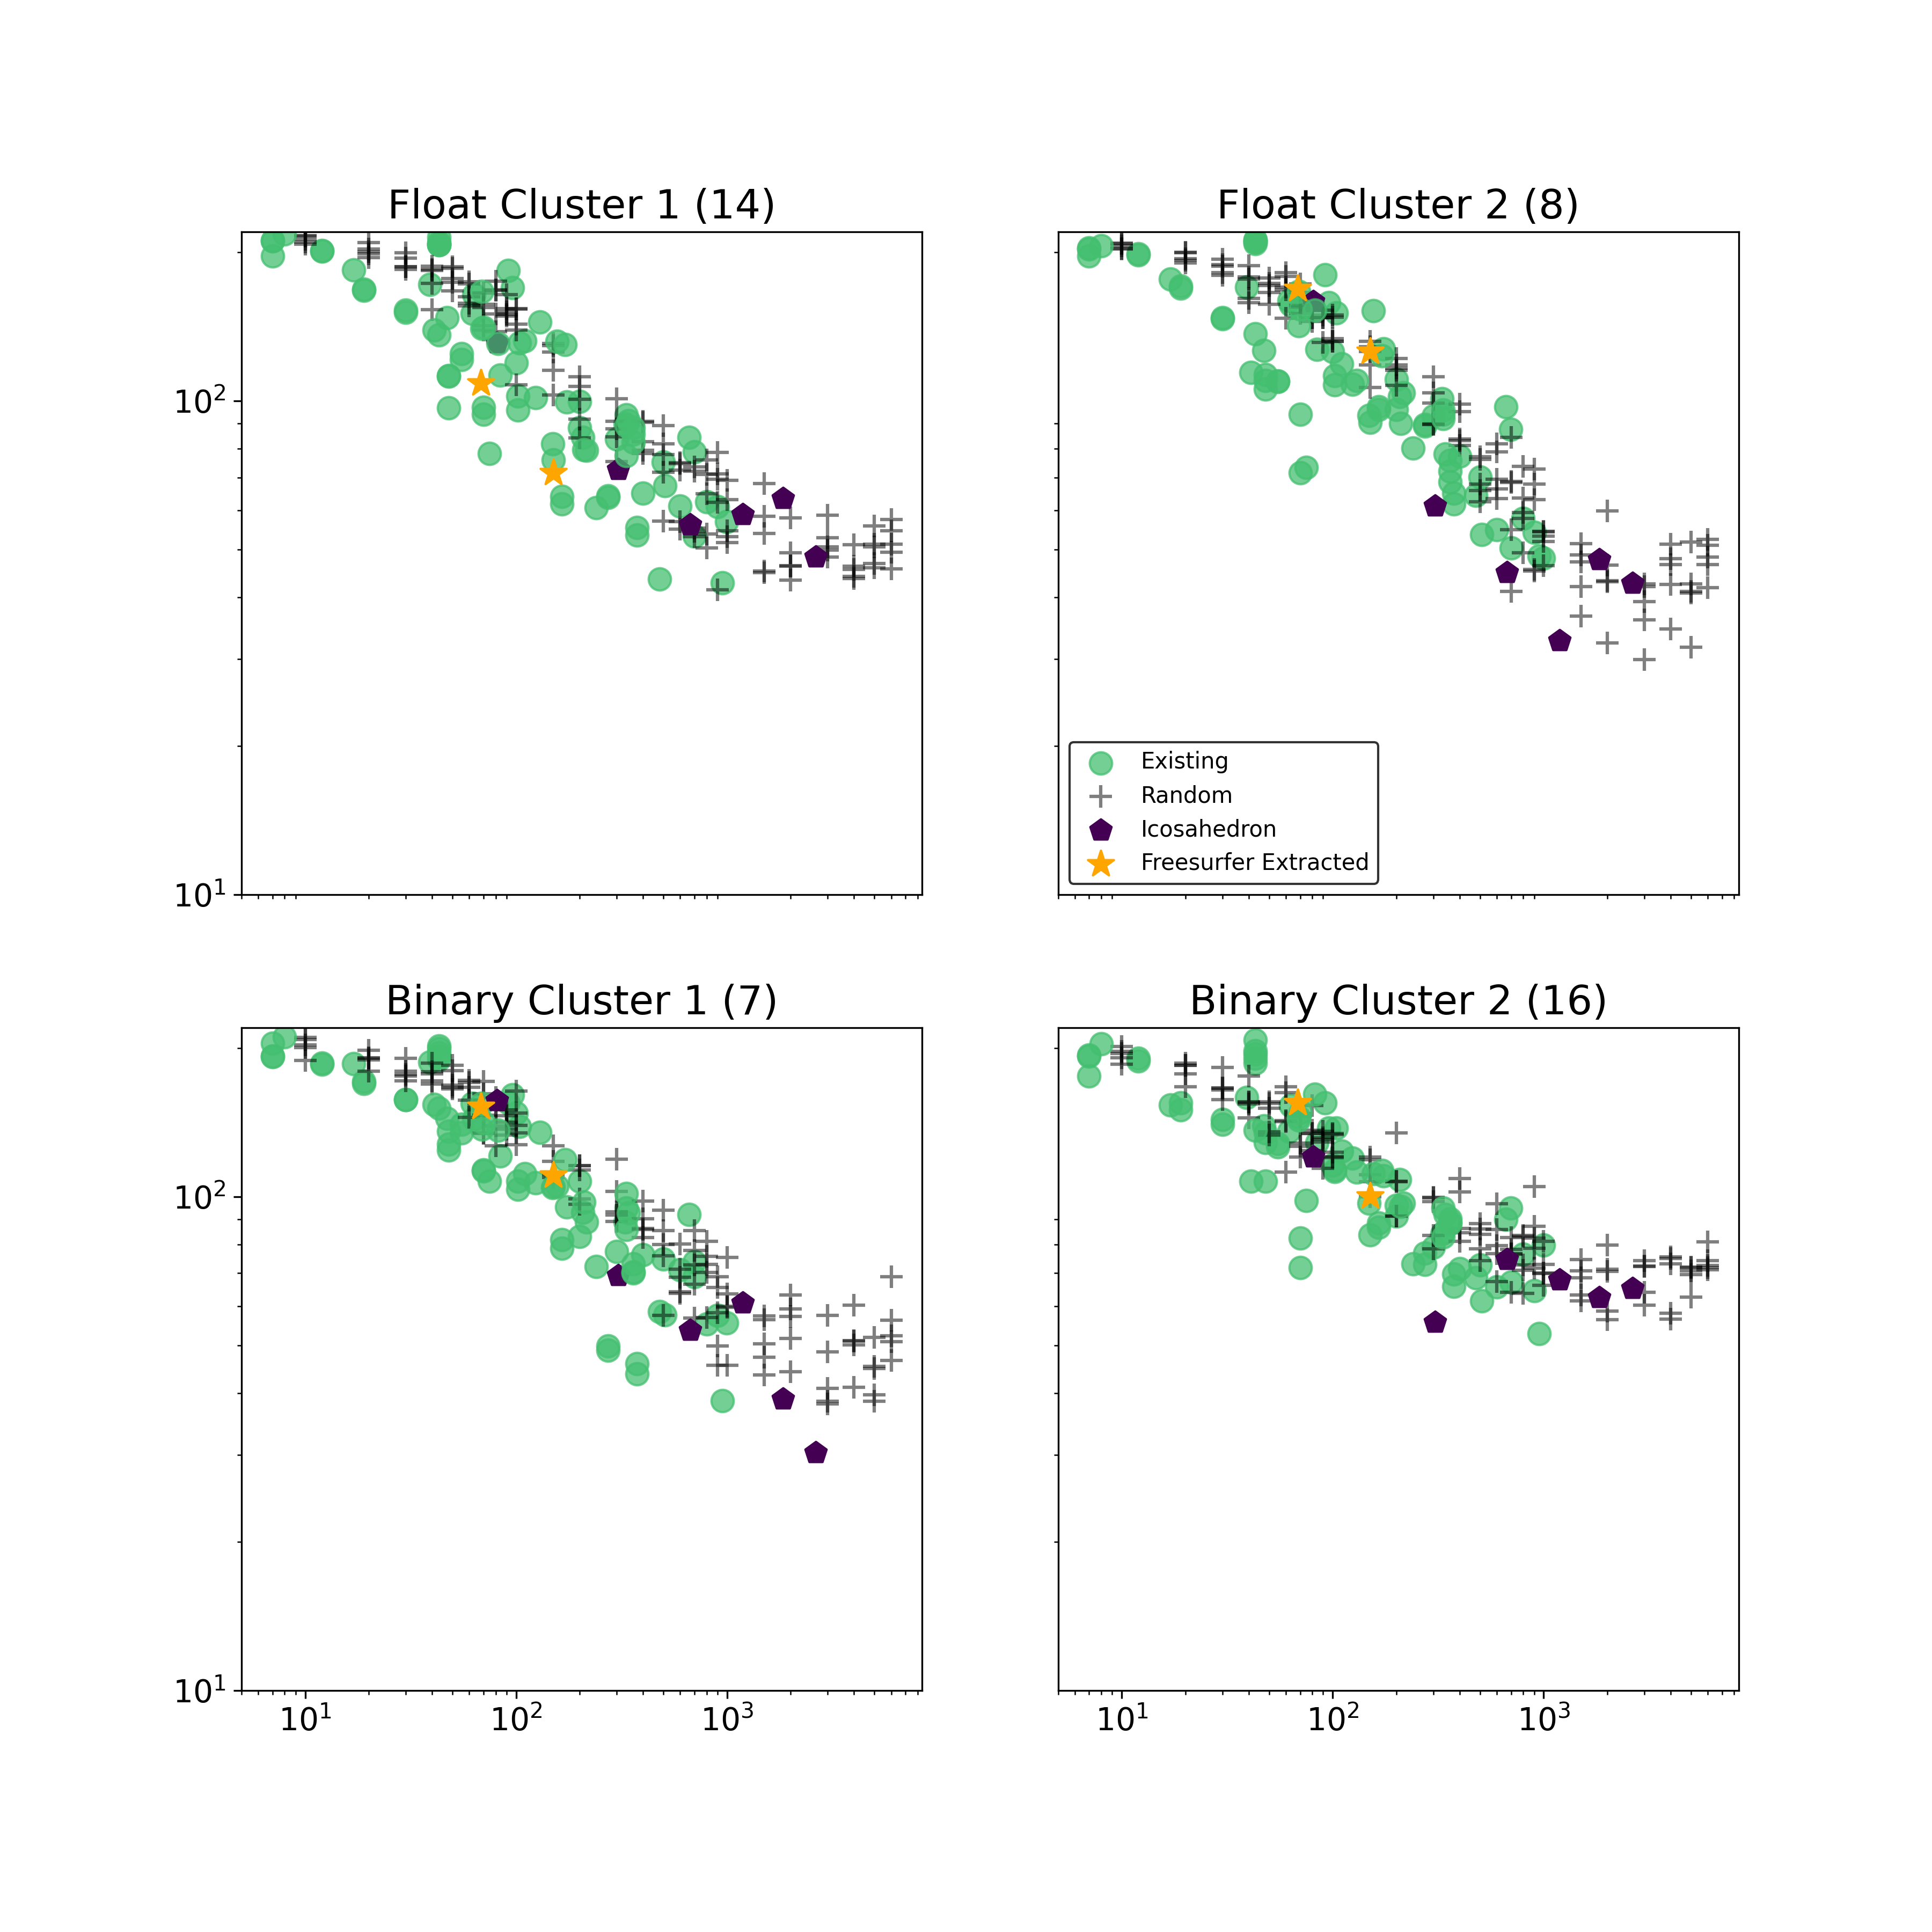 Float Cluster 1 (14)
Float Cluster 2 (8)
10²
10¹
Existing
Random
Icosahedron
Freesurfer Extracted
Binary Cluster 1 (7)
Binary Cluster 2 (16)
10²
10¹
10¹ 10² 10³
10¹ 10² 10³